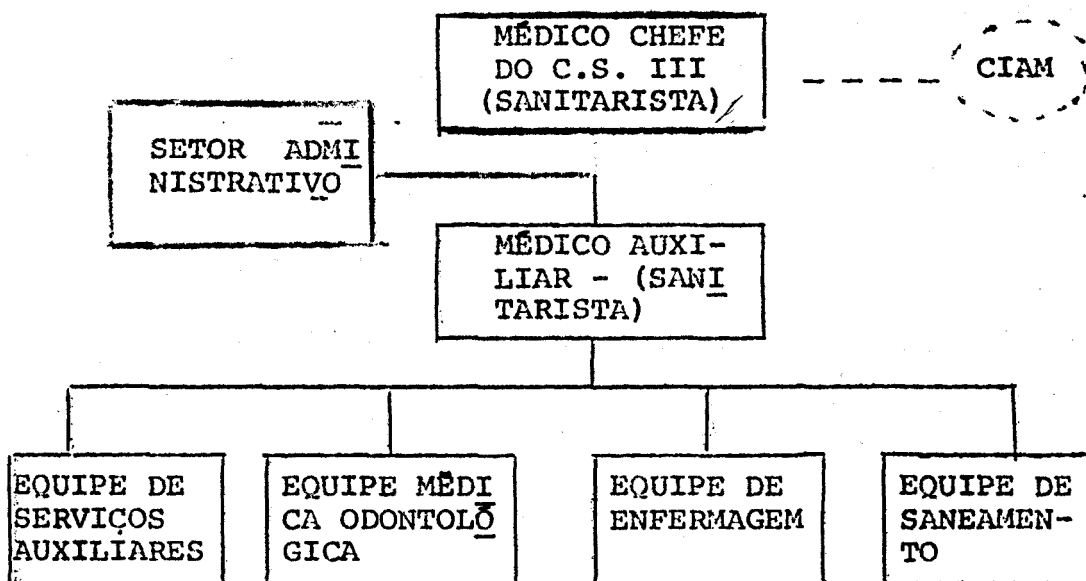 MÉDICO CHEFE
DO C.S. III
(SANITARISTA)
CIAM
SETOR ADMI
NISTRATIVO
MÉDICO AUXI-
LIAR - (SANI
TARISTA)
EQUIPE DE
SERVIÇOS
AUXILIARES
EQUIPE MÉDI
CA ODONTOLÓ
GICA
EQUIPE DE
ENFERMAGEM
EQUIPE DE
SANEAMEN-
TO